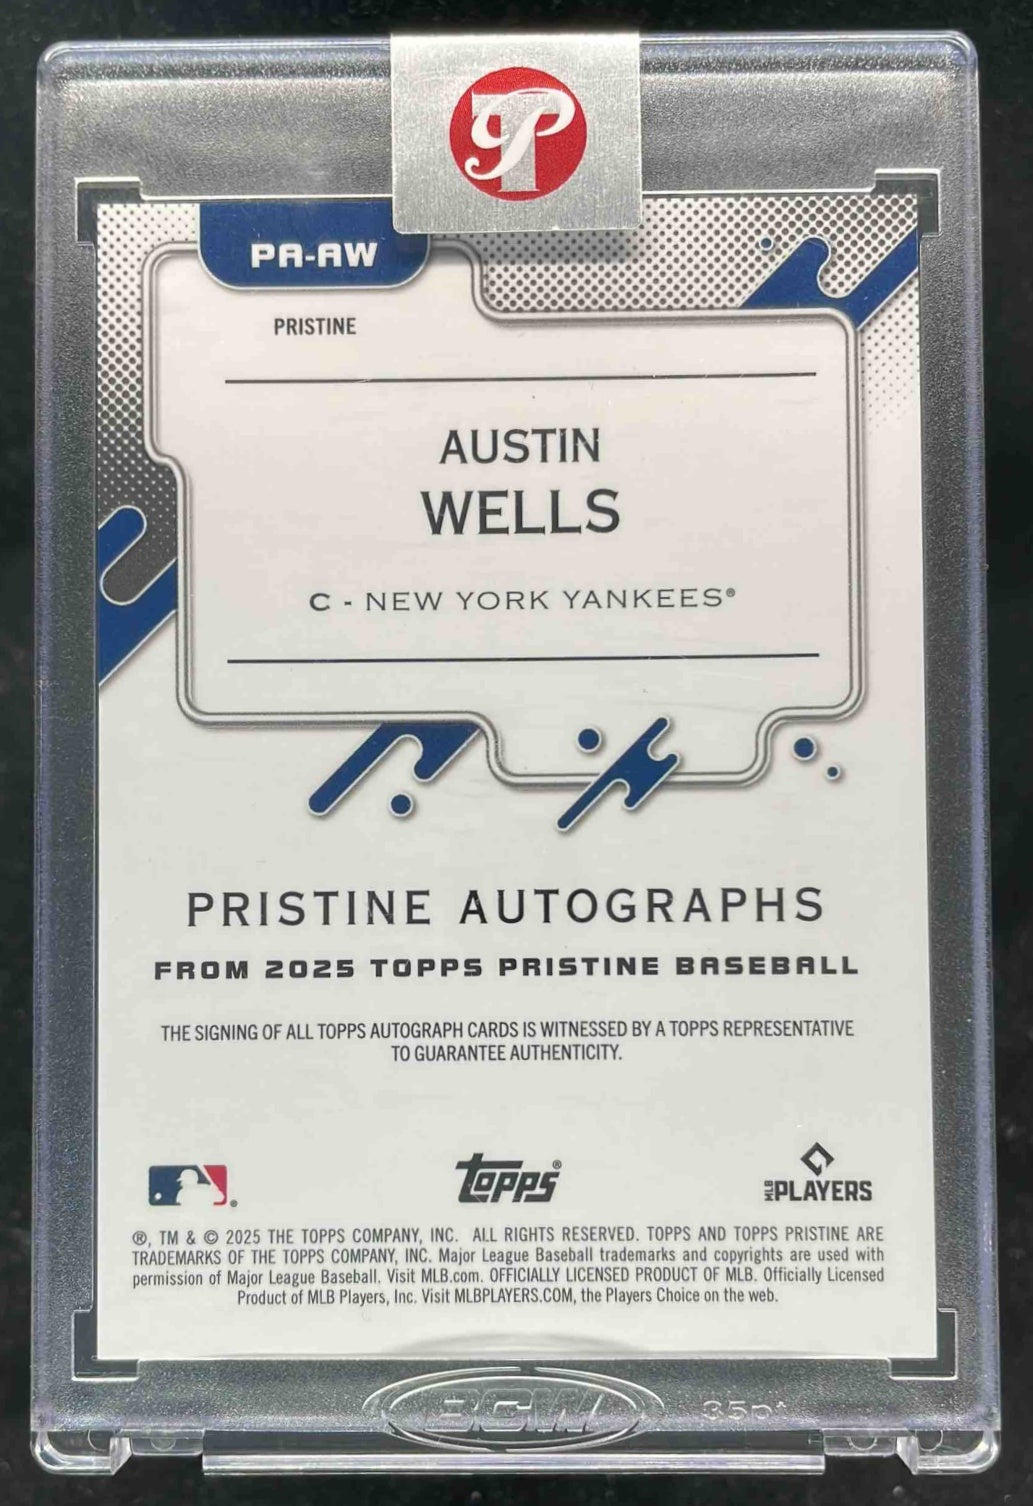 PA-AW
PRISTINE
AUSTIN
WELLS
C - NEW YORK YANKEES®
PRISTINE AUTOGRAPHS
FROM 2025 TOPPS PRISTINE BASEBALL
THE SIGNING OF ALL TOPPS AUTOGRAPH CARDS IS WITNESSED BY A TOPPS REPRESENTATIVE
TO GUARANTEE AUTHENTICITY.
Topps®
MLB PLAYERS
®, TM & © 2025 THE TOPPS COMPANY, INC. ALL RIGHTS RESERVED. TOPPS AND TOPPS PRISTINE ARE
TRADEMARKS OF THE TOPPS COMPANY, INC. Major League Baseball trademarks and copyrights are used with
permission of Major League Baseball. Visit MLB.com. OFFICIALLY LICENSED PRODUCT OF MLB. Officially Licensed
Product of MLB Players, Inc. Visit MLBPLAYERS.COM, the Players Choice on the web.
BCW